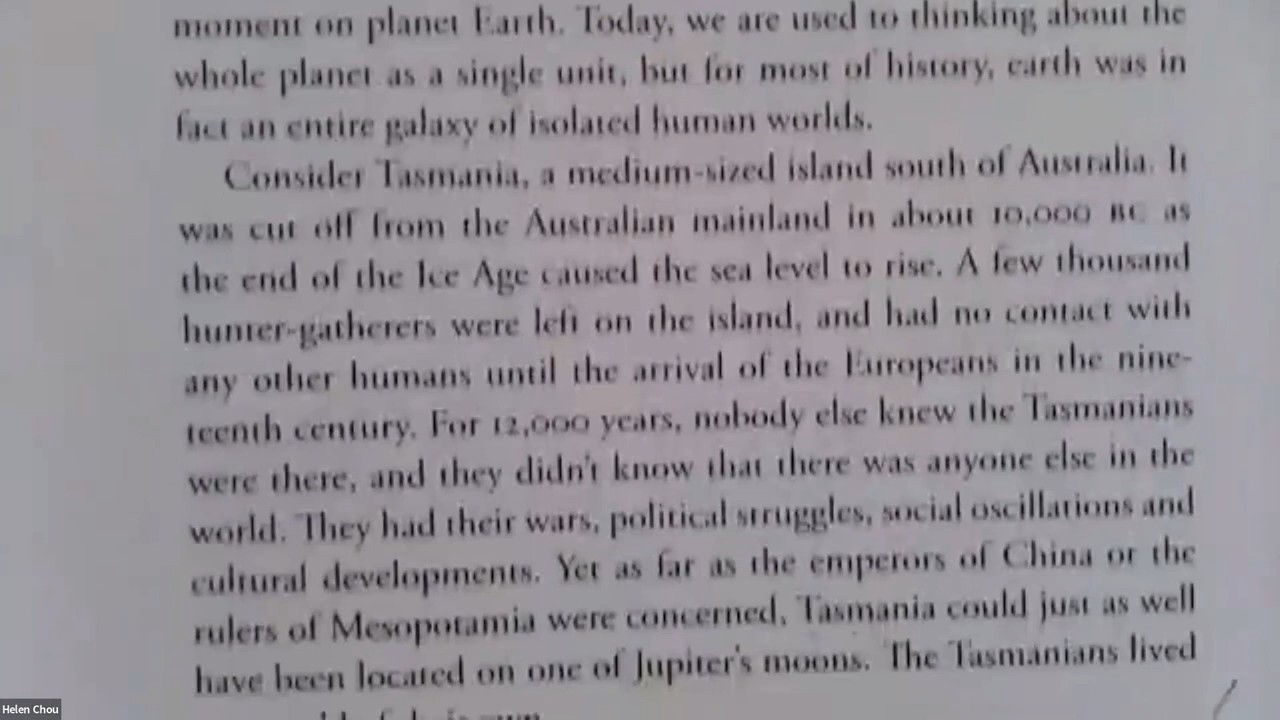 moment on planet Earth. Today, we are used to thinking about the
whole planet as a single unit, but for most of history, earth was in
fact an entire galaxy of isolated human worlds.
Consider Tasmania, a medium-sized island south of Australia. It
was cut off from the Australian mainland in about 10,000 BC as
the end of the Ice Age caused the sea level to rise. A few thousand
hunter-gatherers were left on the island, and had no contact with
any other humans until the arrival of the Europeans in the nine-
teenth century. For 12,000 years, nobody else knew the Tasmanians
were there, and they didn't know that there was anyone else in the
world. They had their wars, political struggles, social oscillations and
cultural developments. Yet as far as the emperors of China or the
rulers of Mesopotamia were concerned, Tasmania could just as well
have been located on one of Jupiter's moons. The Tasmanians lived
Helen Chou